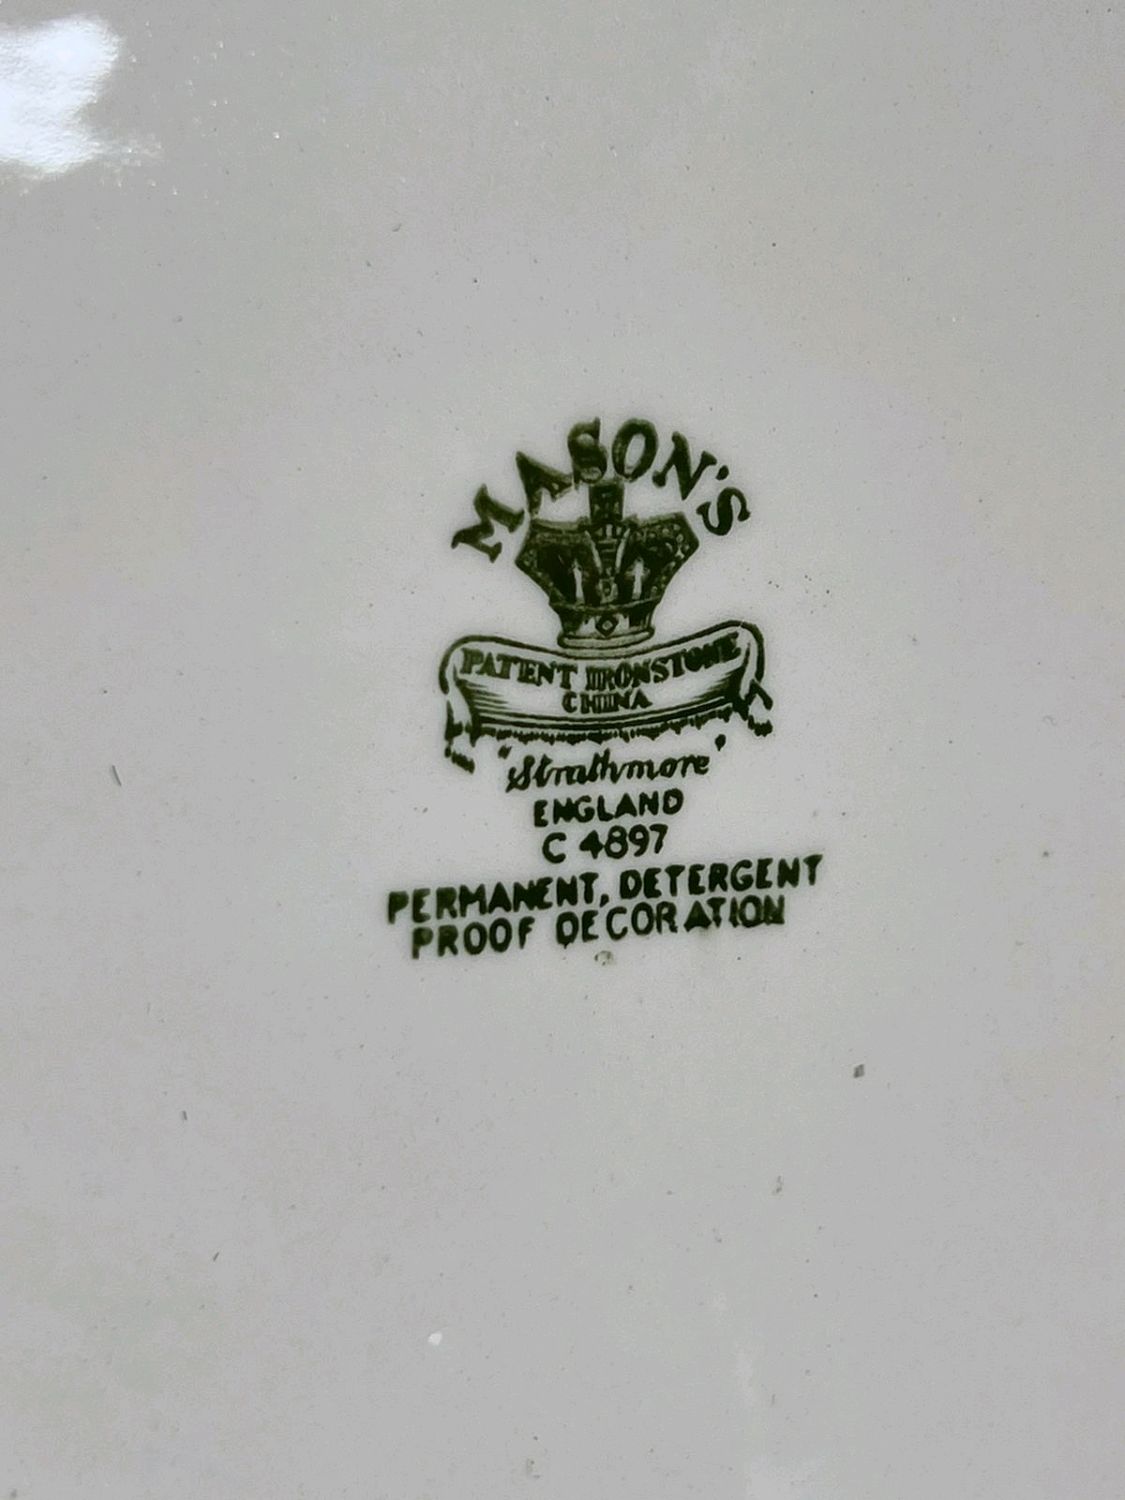 MASON'S
PATENT IRONSTONE
CHINA
"Strathmore"
ENGLAND
C 4897
PERMANENT, DETERGENT
PROOF DECORATION